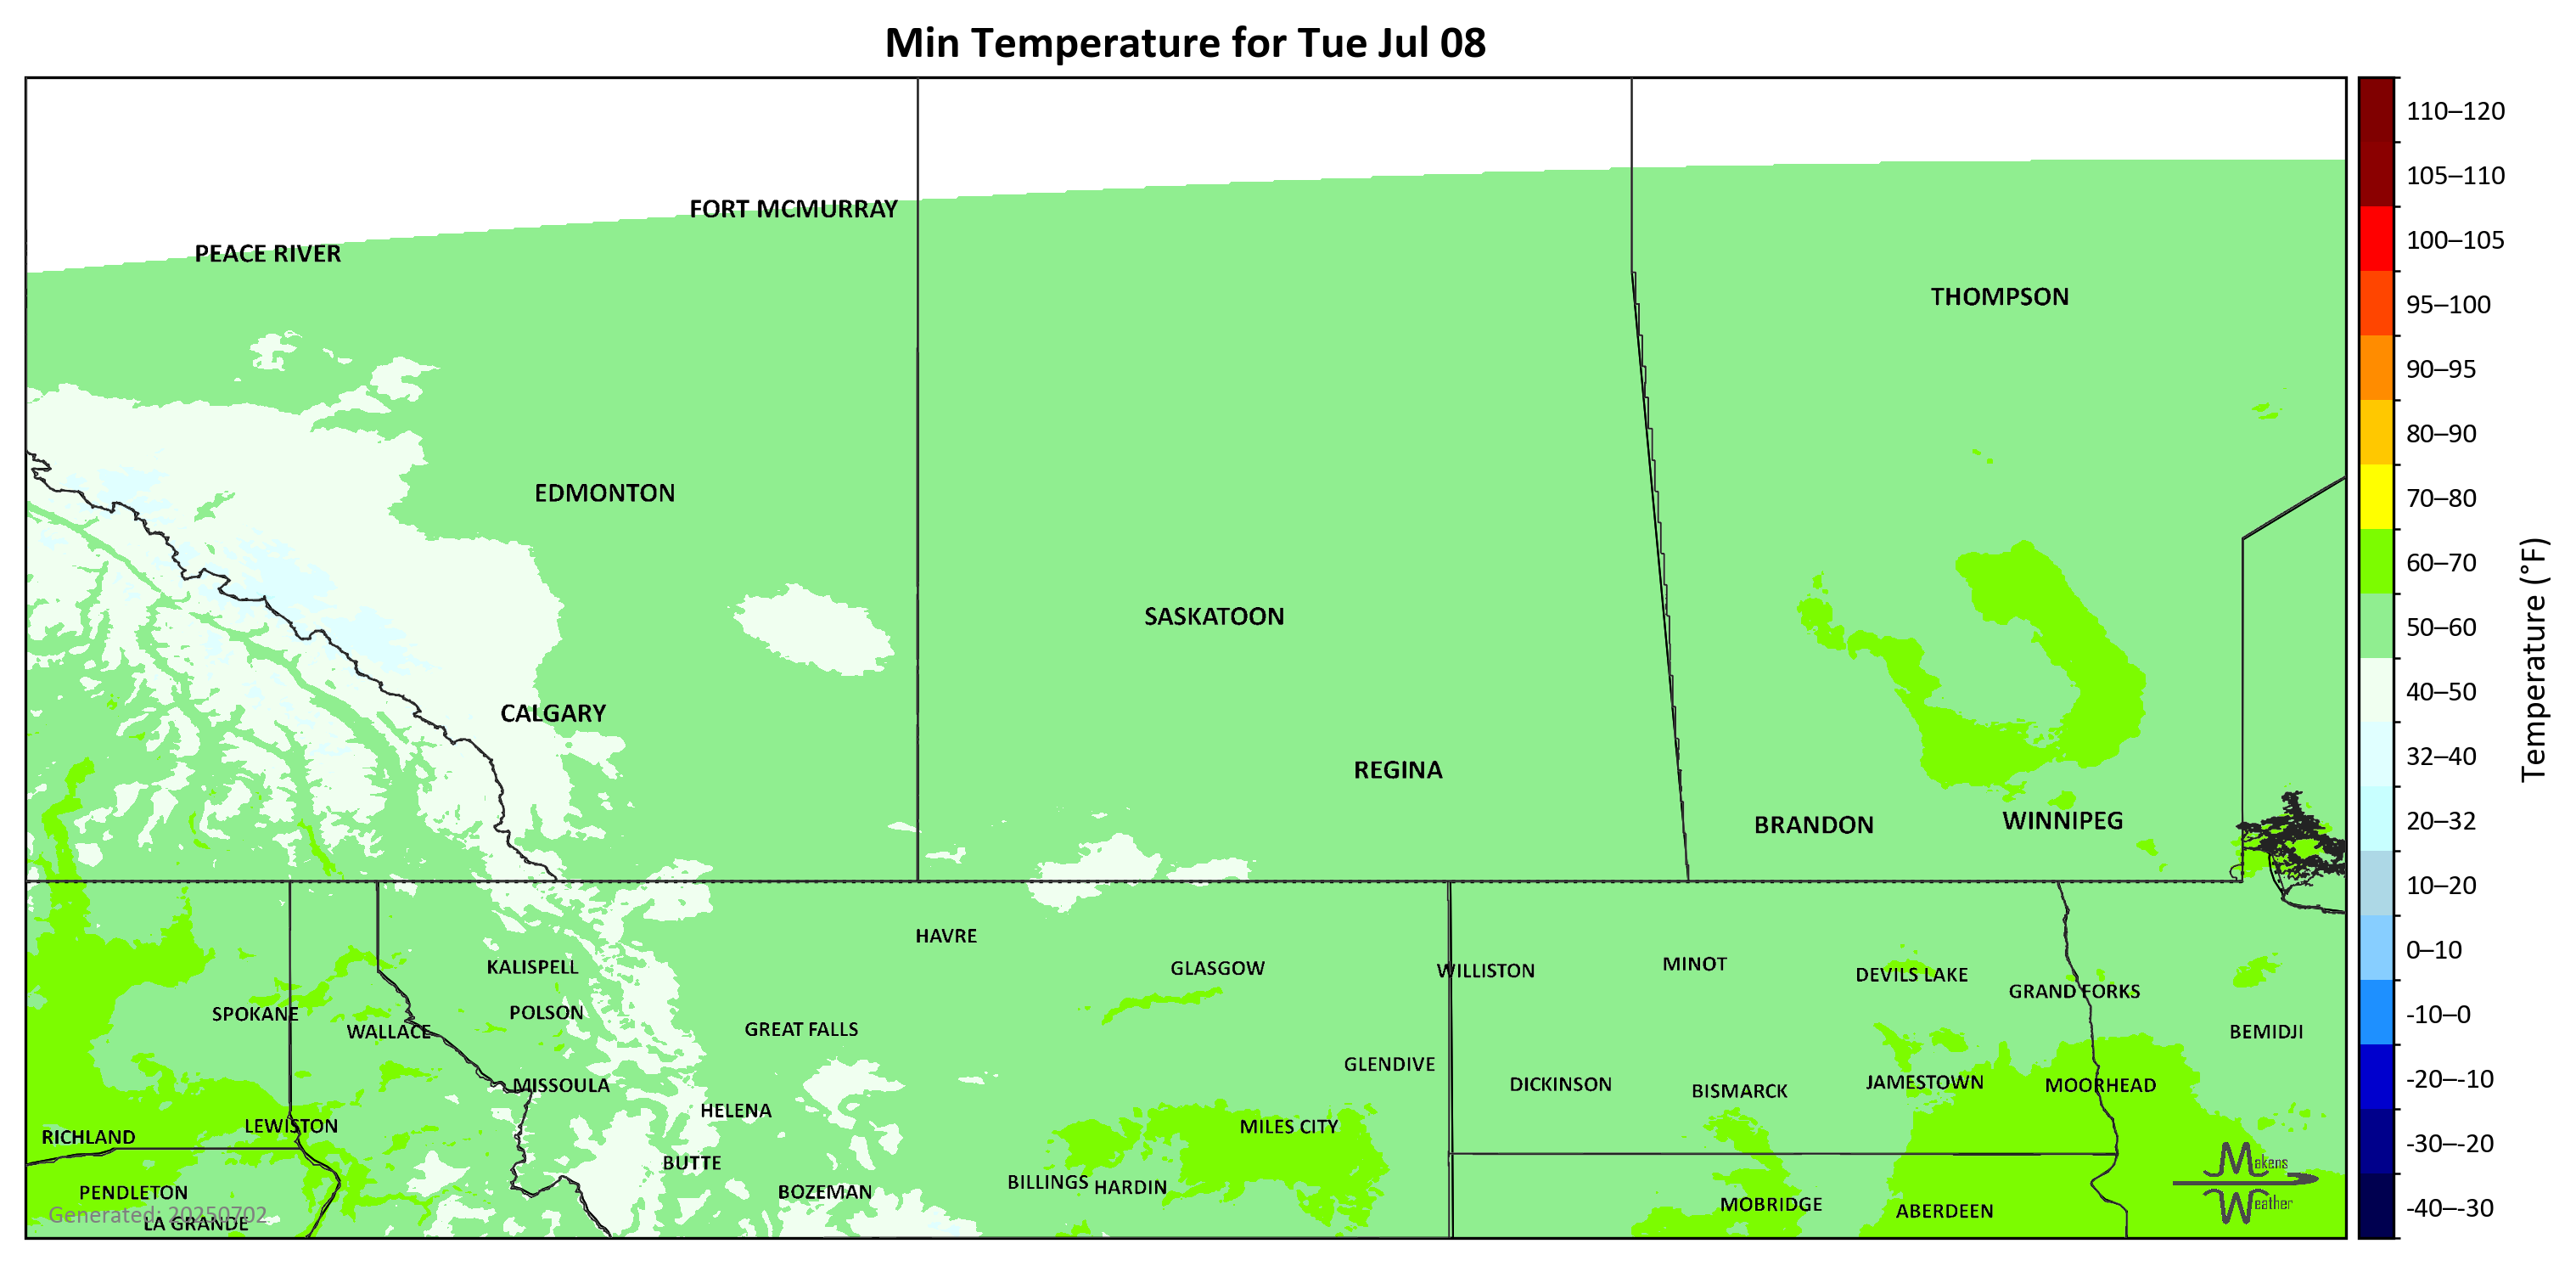 Min Temperature for Tue Jul 08
FORT MCMURRAY
PEACE RIVER
THOMPSON
EDMONTON
SASKATOON
CALGARY
REGINA
BRANDON
WINNIPEG
HAVRE
KALISPELL
GLASGOW
WILLISTON
MINOT
DEVILS LAKE
GRAND FORKS
SPOKANE
POLSON
WALLACE
GREAT FALLS
BEMIDJI
GLENDIVE
MISSOULA
DICKINSON
BISMARCK
JAMESTOWN
MOORHEAD
HELENA
LEWISTON
MILES CITY
RICHLAND
BUTTE
BILLINGS
HARDIN
PENDLETON
BOZEMAN
MOBRIDGE
ABERDEEN
LA GRANDE
Generated: 20250702
Makens
Weather
110–120
105–110
100–105
95–100
90–95
80–90
70–80
60–70
50–60
40–50
32–40
20–32
10–20
0–10
-10–0
-20–-10
-30–-20
-40–-30
Temperature (°F)